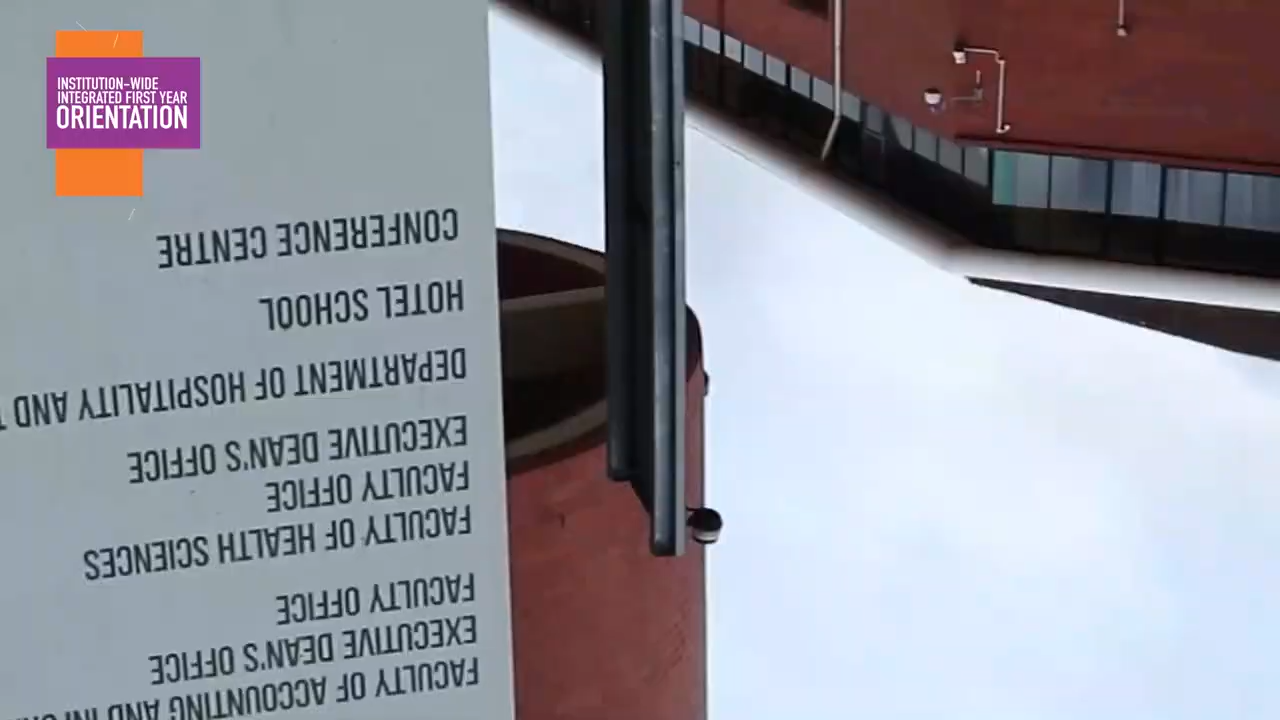 INSTITUTION-WIDE
INTEGRATED FIRST YEAR
ORIENTATION
FACULTY OF ACCOUNTING AND
EXECUTIVE DEAN'S OFFICE
FACULTY OFFICE
FACULTY OF HEALTH SCIENCES
FACULTY OFFICE
EXECUTIVE DEAN'S OFFICE
DEPARTMENT OF HOSPITALITY AND
HOTEL SCHOOL
CONFERENCE CENTRE